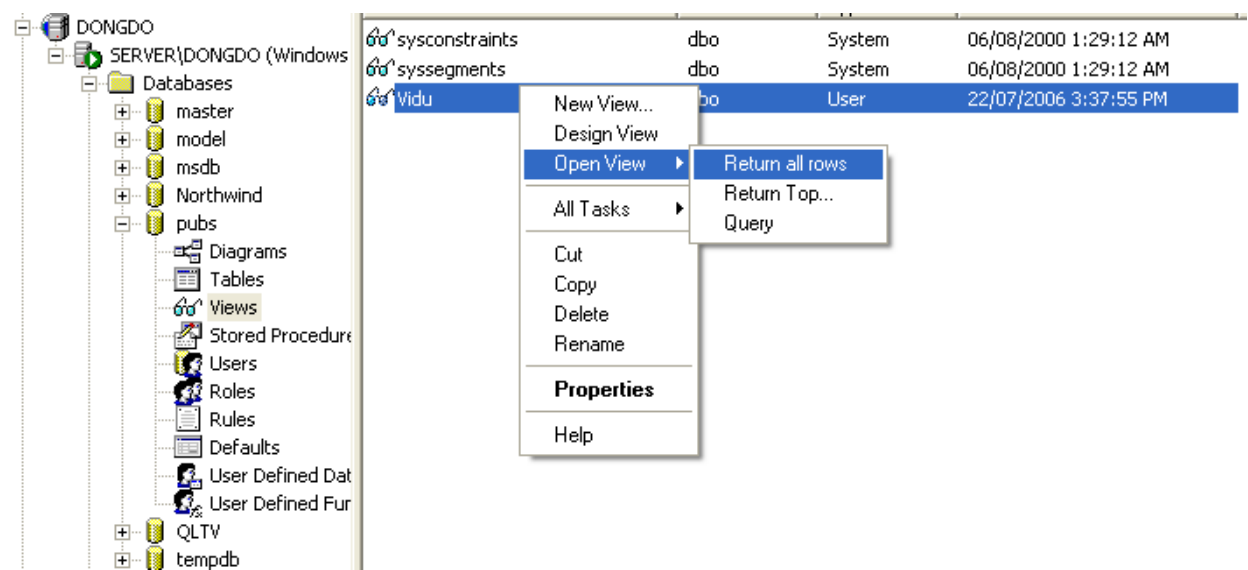 DONGDO
SERVER\DONGDO (Windows
Databases
master
model
msdb
Northwind
pubs
Diagrams
Tables
Views
Stored Procedure
Users
Roles
Rules
Defaults
User Defined Dat
User Defined Fur
QLTV
tempdb
sysconstraints dbo System 06/08/2000 1:29:12 AM
syssegments dbo System 06/08/2000 1:29:12 AM
Vidu bo User 22/07/2006 3:37:55 PM
New View...
Design View
Open View
All Tasks
Cut
Copy
Delete
Rename
Properties
Help
Return all rows
Return Top...
Query